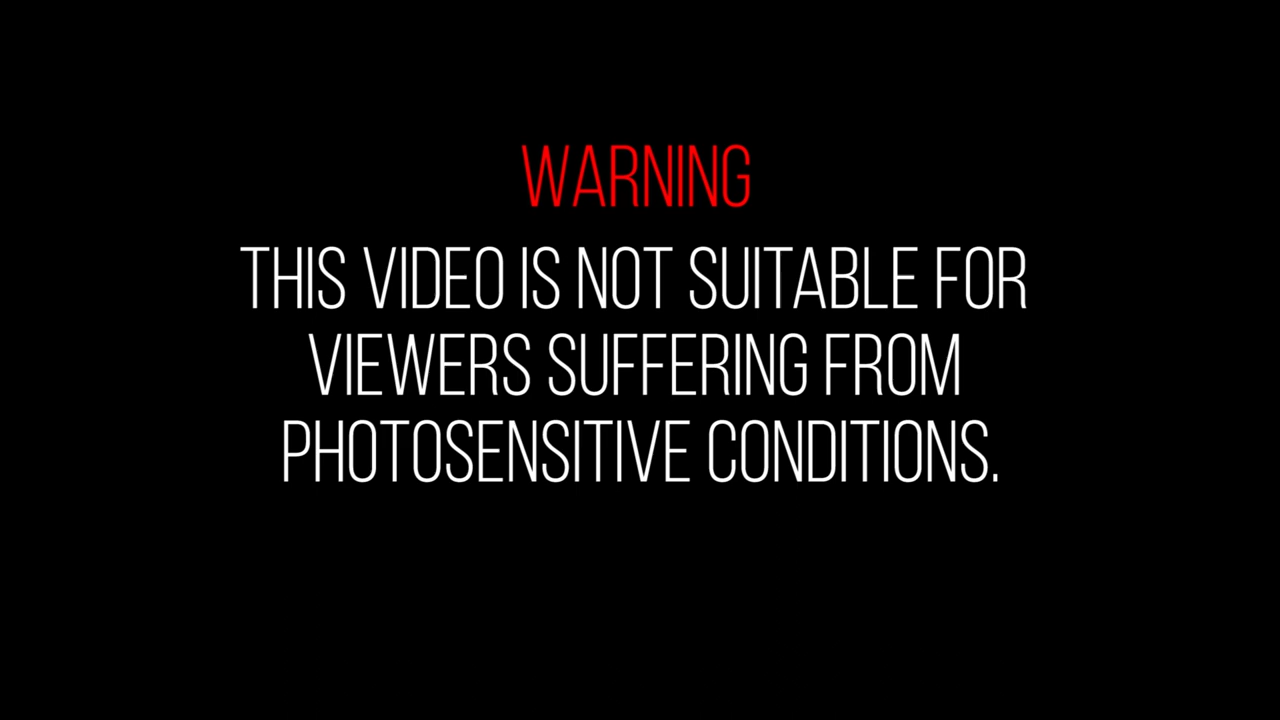 WARNING
THIS VIDEO IS NOT SUITABLE FOR
VIEWERS SUFFERING FROM
PHOTOSENSITIVE CONDITIONS.